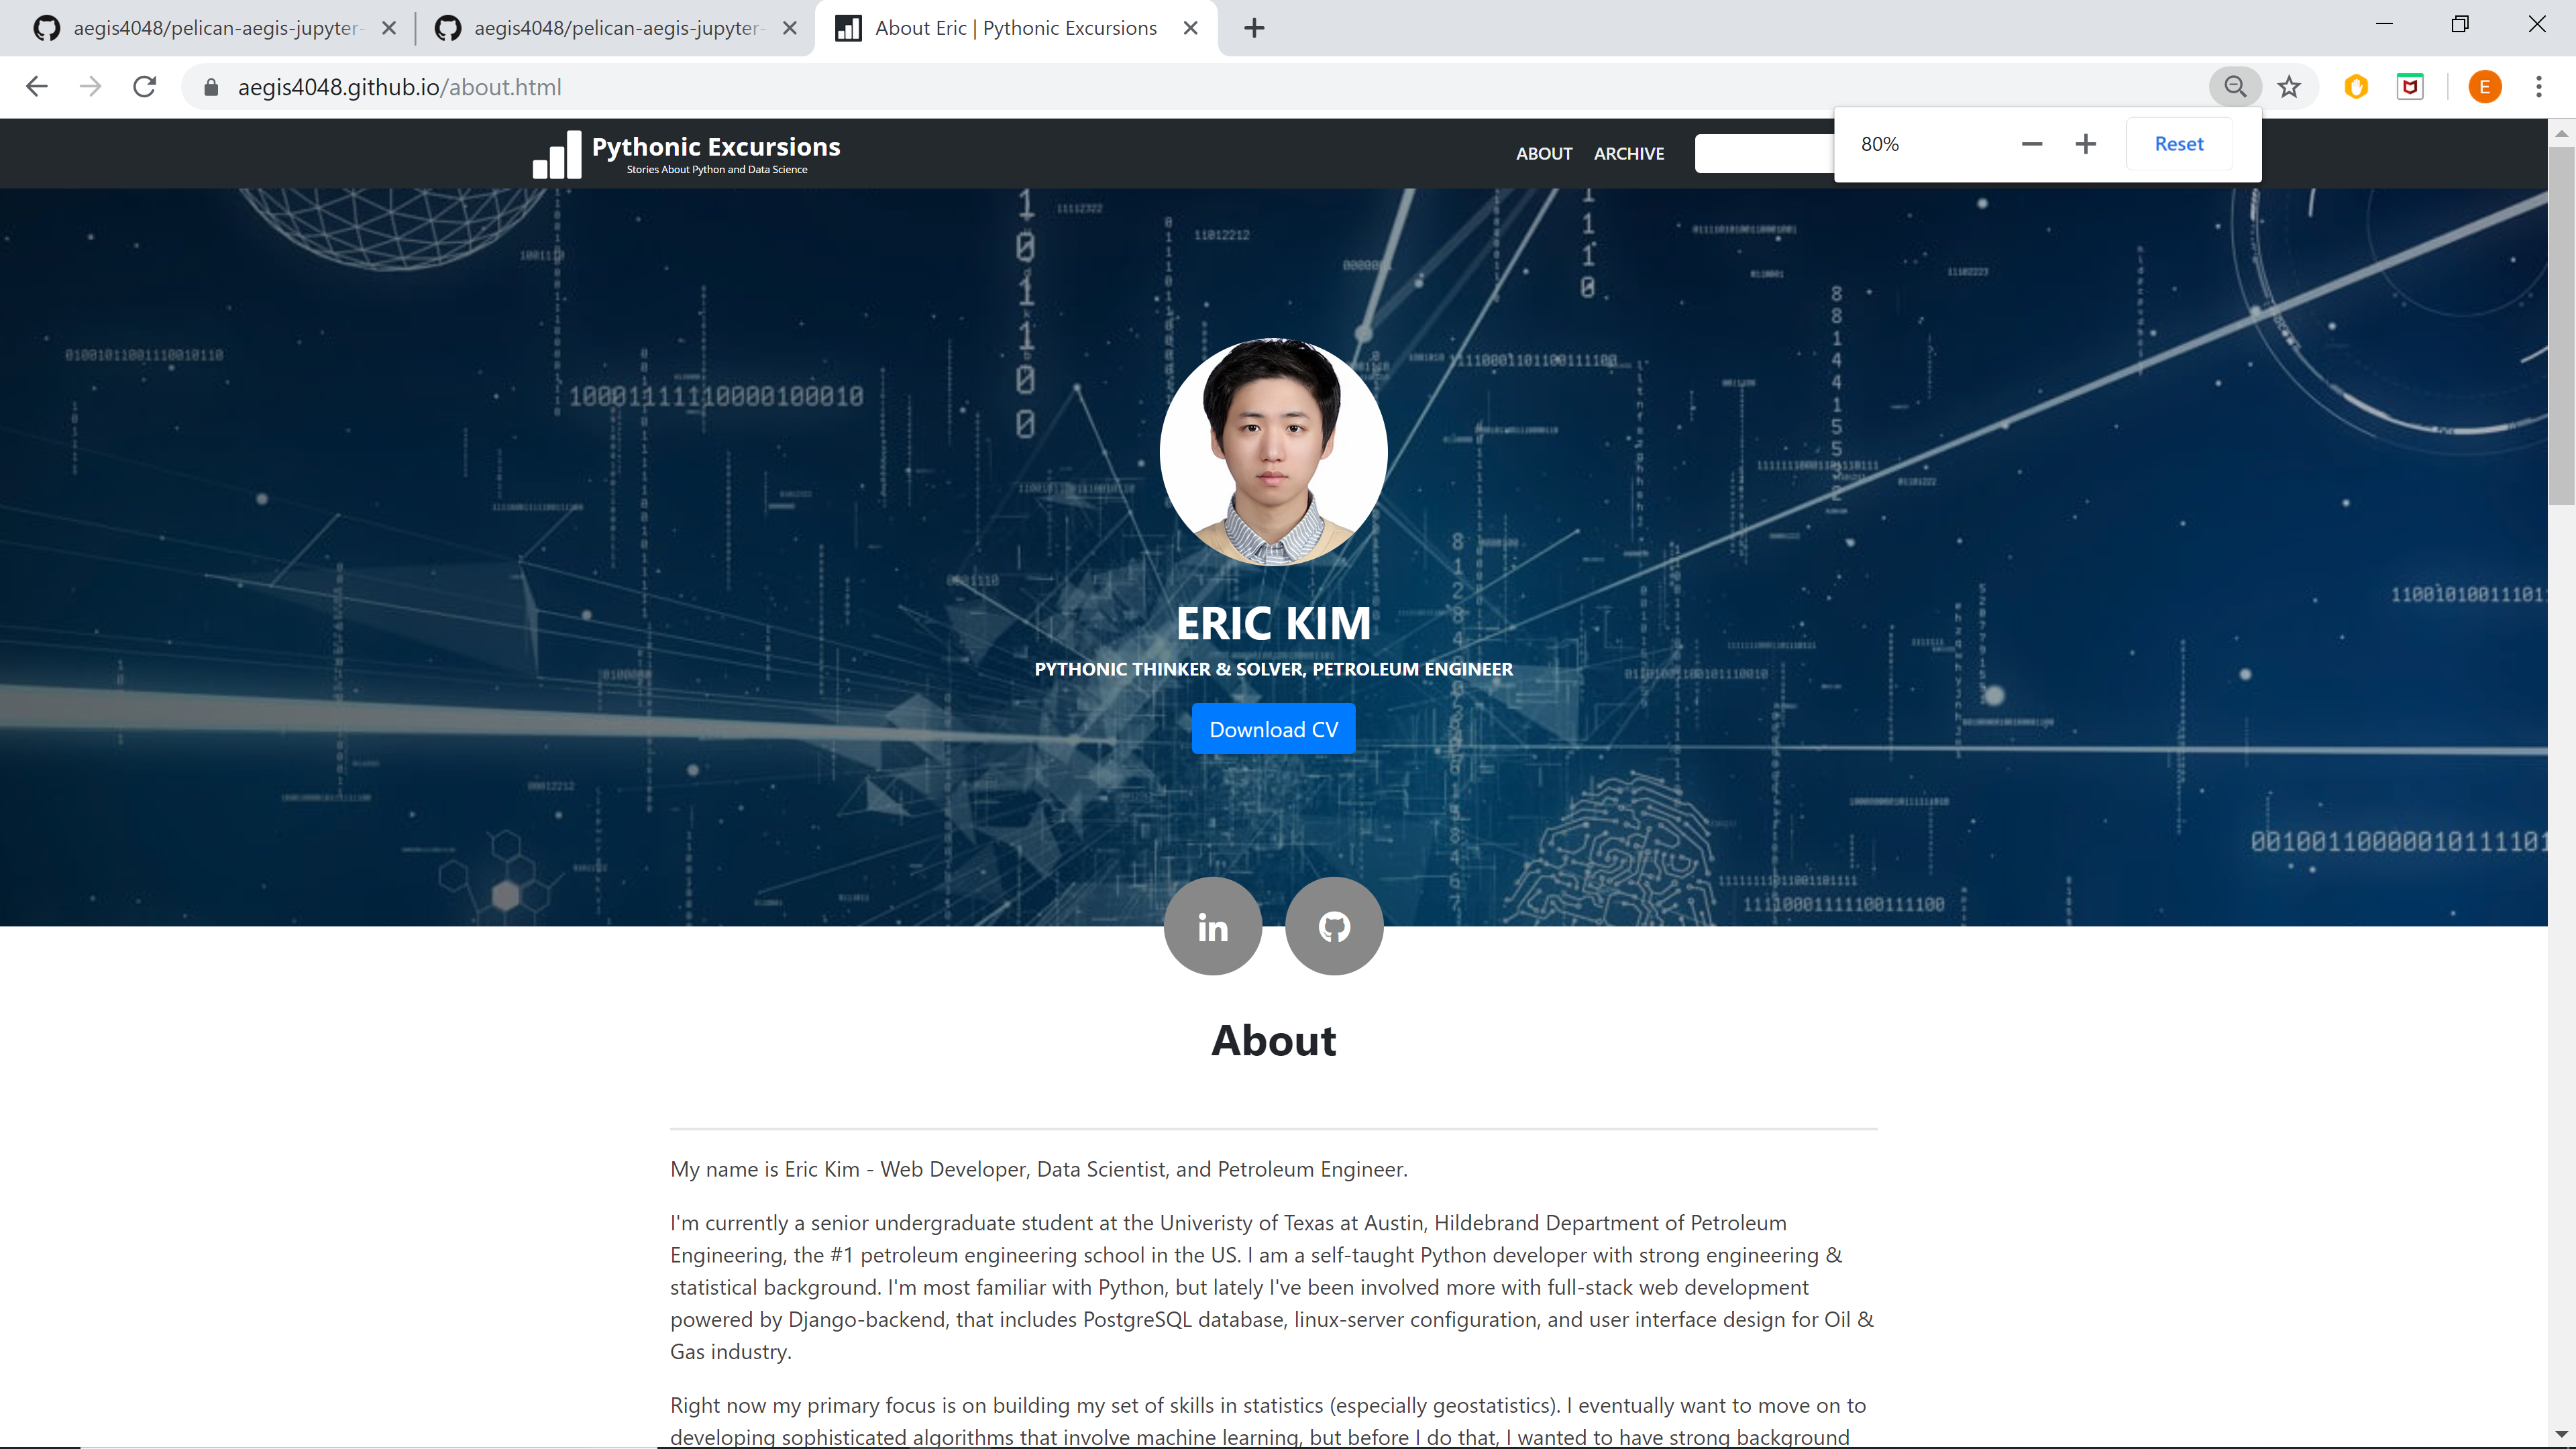 aegis4048/pelican-aegis-jupyter-
aegis4048/pelican-aegis-jupyter-
About Eric | Pythonic Excursions
aegis4048.github.io/about.html
E
Pythonic Excursions
Stories About Python and Data Science
ABOUT
ARCHIVE
80%
Reset
10001111110000100010
01001011001110010110
ERIC KIM
PYTHONIC THINKER & SOLVER, PETROLEUM ENGINEER
Download CV
in
About
My name is Eric Kim - Web Developer, Data Scientist, and Petroleum Engineer.
I'm currently a senior undergraduate student at the Univeristy of Texas at Austin, Hildebrand Department of Petroleum
Engineering, the #1 petroleum engineering school in the US. I am a self-taught Python developer with strong engineering &
statistical background. I'm most familiar with Python, but lately I've been involved more with full-stack web development
powered by Django-backend, that includes PostgreSQL database, linux-server configuration, and user interface design for Oil &
Gas industry.
Right now my primary focus is on building my set of skills in statistics (especially geostatistics). I eventually want to move on to
developing sophisticated algorithms that involve machine learning, but before I do that, I wanted to have strong background